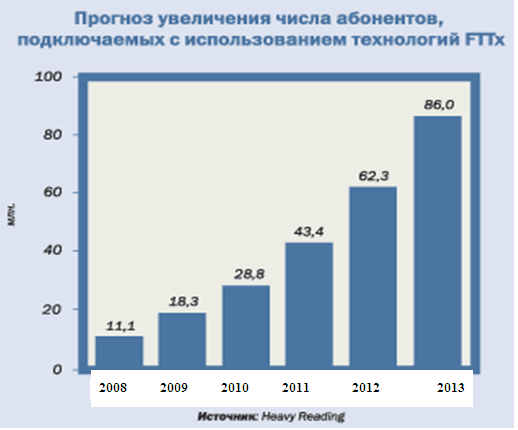 Прогноз увеличения числа абонентов,
подключаемых с использованием технологий FTTx
100
80
60
40
20
0
млн.
11,1
18,3
28,8
43,4
62,3
86,0
2008 2009 2010 2011 2012 2013
Источник: Heavy Reading